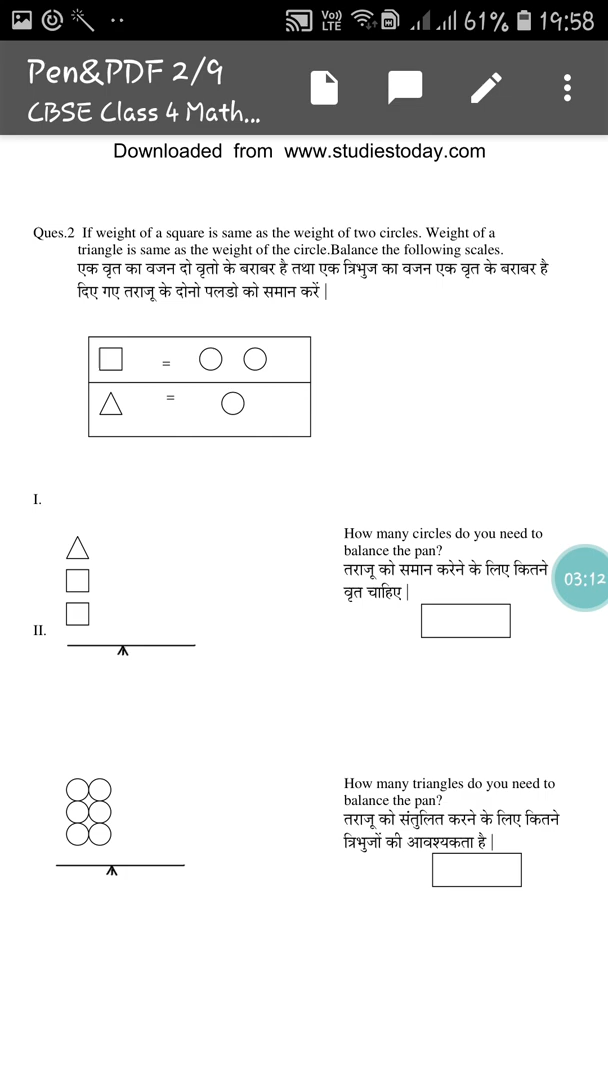 Vo))
LTE
61%
19:58
Pen&PDF 2/9
CBSE Class 4 Math...
Downloaded from www.studiestoday.com
Ques.2 If weight of a square is same as the weight of two circles. Weight of a
triangle is same as the weight of the circle.Balance the following scales.
एक वृत का वजन दो वृतो के बराबर है तथा एक त्रिभुज का वजन एक वृत के बराबर है
दिए गए तराजू के दोनो पलडो को समान करें |
=
=
I.
How many circles do you need to
balance the pan?
तराजू को समान करेने के लिए कितने
वृत चाहिए |
03:12
II.
How many triangles do you need to
balance the pan?
तराजू को संतुलित करने के लिए कितने
त्रिभुजों की आवश्यकता है |